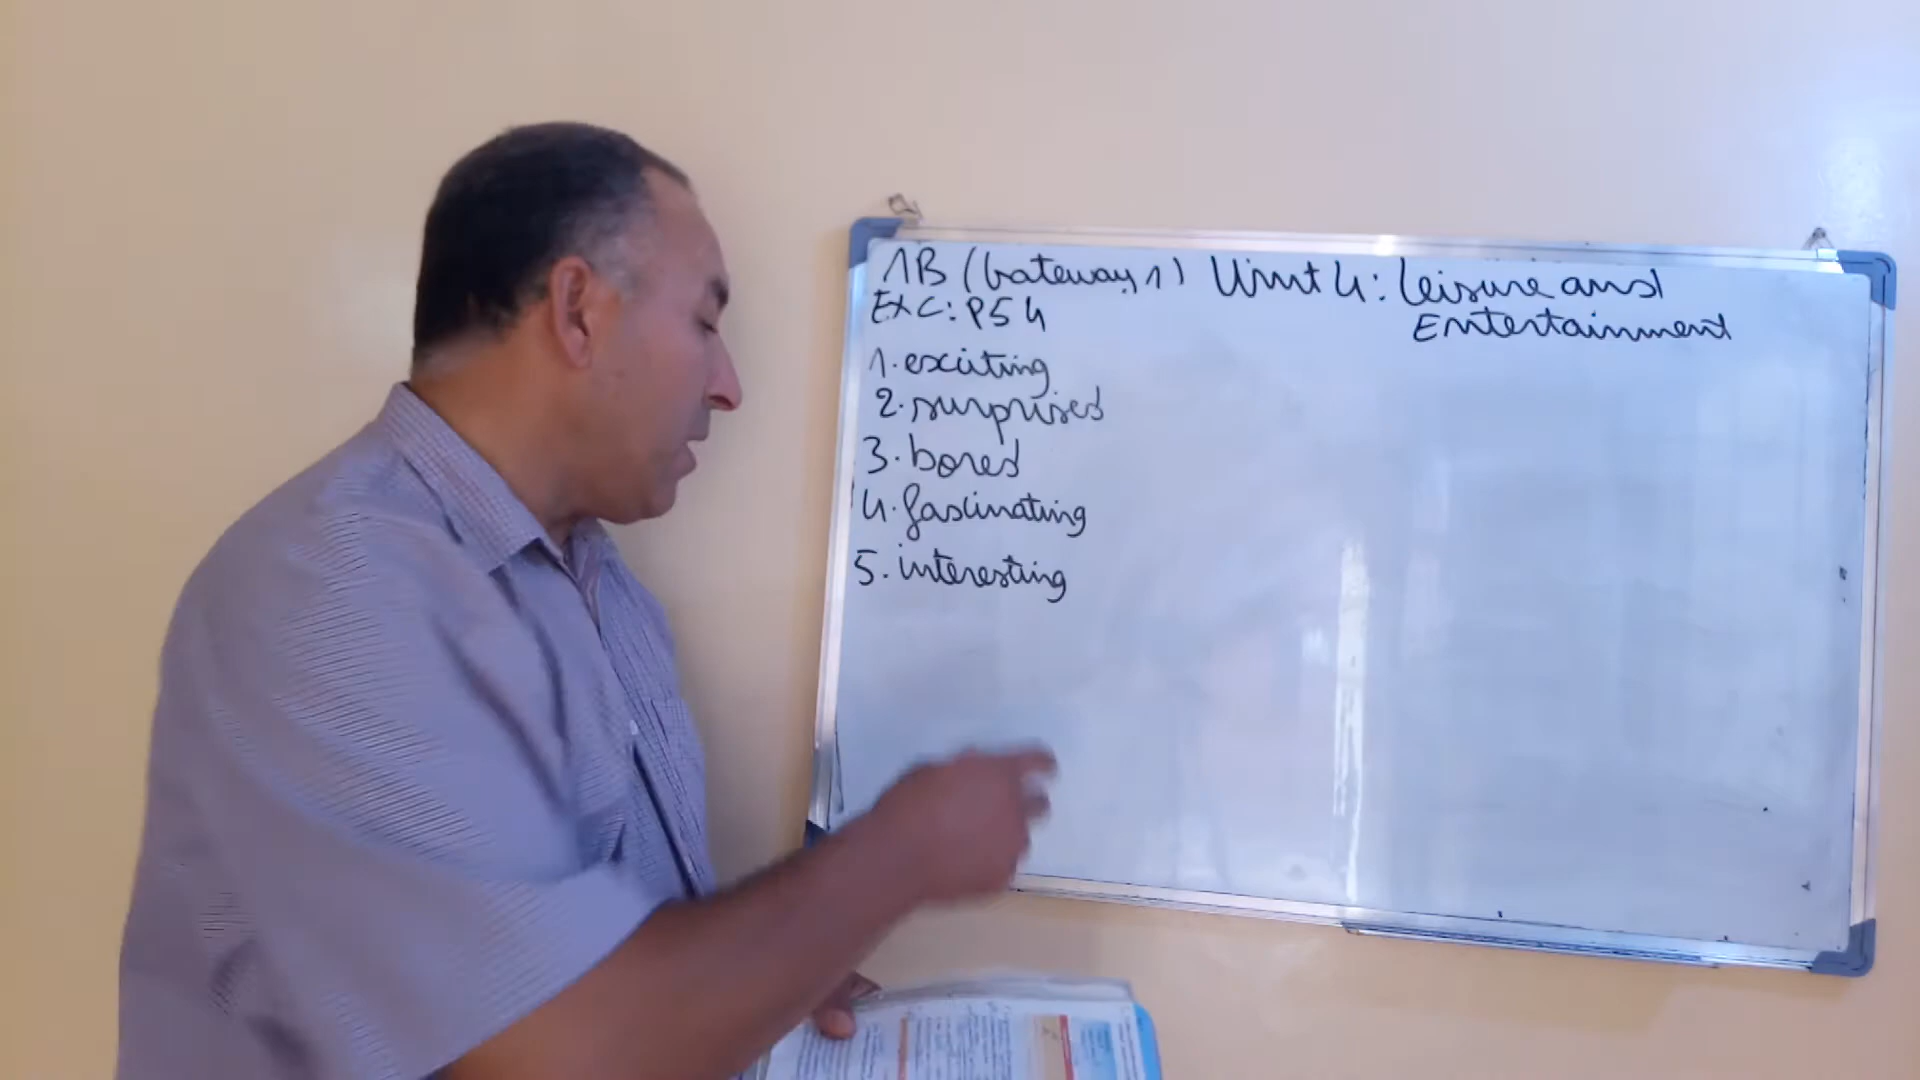 1B (Gateway 1) Unit 4: Leisure and
Entertainment
EXC: P54
1. exciting
2. surprised
3. bored
4. fascinating
5. interesting